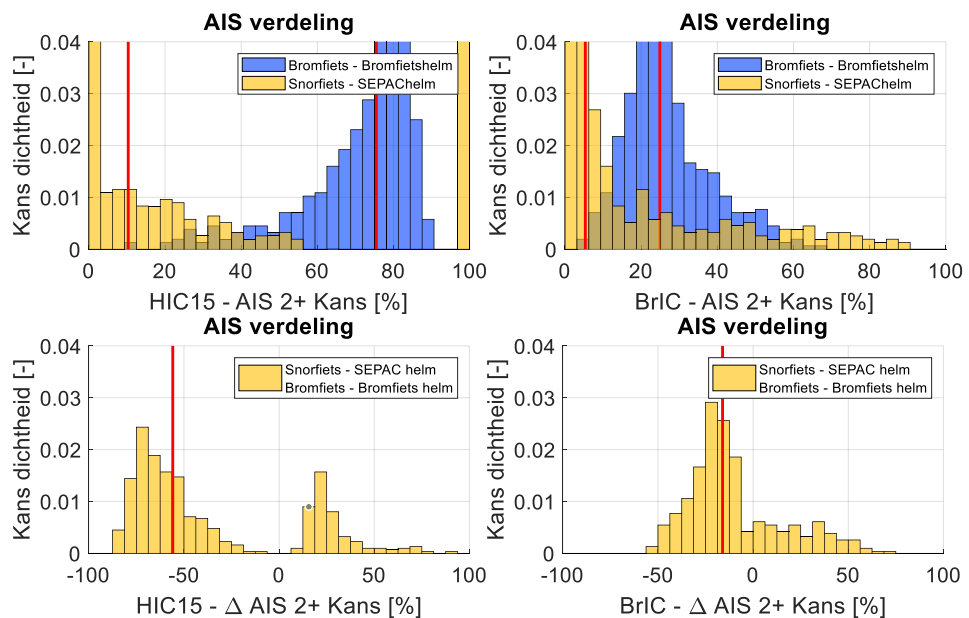 AIS verdeling
Kans dichtheid [-]
0.04
0.03
0.02
0.01
0
Bromfiets - Bromfietshelm
Snorfiets - SEPAChelm
0 20 40 60 80 100
HIC15 - AIS 2+ Kans [%]
AIS verdeling
Kans dichtheid [-]
0.04
0.03
0.02
0.01
0
Bromfiets - Bromfietshelm
Snorfiets - SEPAChelm
0 20 40 60 80 100
BrIC - AIS 2+ Kans [%]
AIS verdeling
Kans dichtheid [-]
0.04
0.03
0.02
0.01
0
Snorfiets - SEPAC helm
Bromfiets - Bromfiets helm
-100 -50 0 50 100
HIC15 - Δ AIS 2+ Kans [%]
AIS verdeling
Kans dichtheid [-]
0.04
0.03
0.02
0.01
0
Snorfiets - SEPAC helm
Bromfiets - Bromfiets helm
-100 -50 0 50 100
BrIC - Δ AIS 2+ Kans [%]